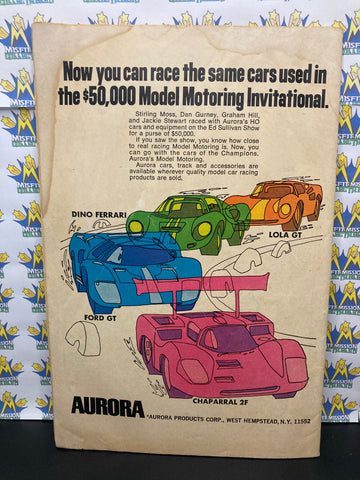 Now you can race the same cars used in
the $50,000 Model Motoring Invitational.
Stirling Moss, Dan Gurney, Graham Hill,
and Jackie Stewart raced with Aurora's HO
cars and equipment on the Ed Sullivan Show
for a purse of $50,000.
If you saw the show, you know how close
to real racing Model Motoring is. Now, you
can go with the cars of the Champions.
Aurora's Model Motoring.
Aurora cars, track and accessories are
available wherever quality model car racing
products are sold.
DINO FERRARI
LOLA GT
FORD GT
CHAPARRAL 2F
AURORA
*AURORA PRODUCTS CORP., WEST HEMPSTEAD, N.Y. 11552
MISFIT
MISSION